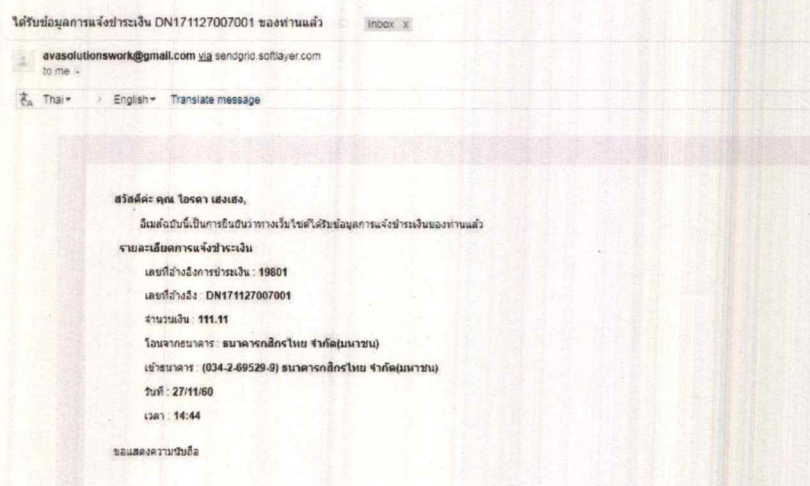 ได้รับข้อมูลการแจ้งชำระเงิน DN171127007001 ของท่านแล้ว Inbox x
avasolutionswork@gmail.com via sendgrid.softlayer.com
to me
Thai > English Translate message
สวัสดีค่ะ คุณ ไอรดา เฮงเฮง,
อีเมล์ฉบับนี้เป็นการยืนยันว่าทางเว็บไซต์ได้รับข้อมูลการแจ้งชำระเงินของท่านแล้ว
รายละเอียดการแจ้งชำระเงิน
เลขที่อ้างอิงการชำระเงิน : 19801
เลขที่อ้างอิง : DN171127007001
จำนวนเงิน : 111.11
โอนจากธนาคาร : ธนาคารกสิกรไทย จำกัด(มหาชน)
เข้าธนาคาร : (034-2-69529-9) ธนาคารกสิกรไทย จำกัด(มหาชน)
วันที่ : 27/11/60
เวลา : 14:44
ขอแสดงความนับถือ